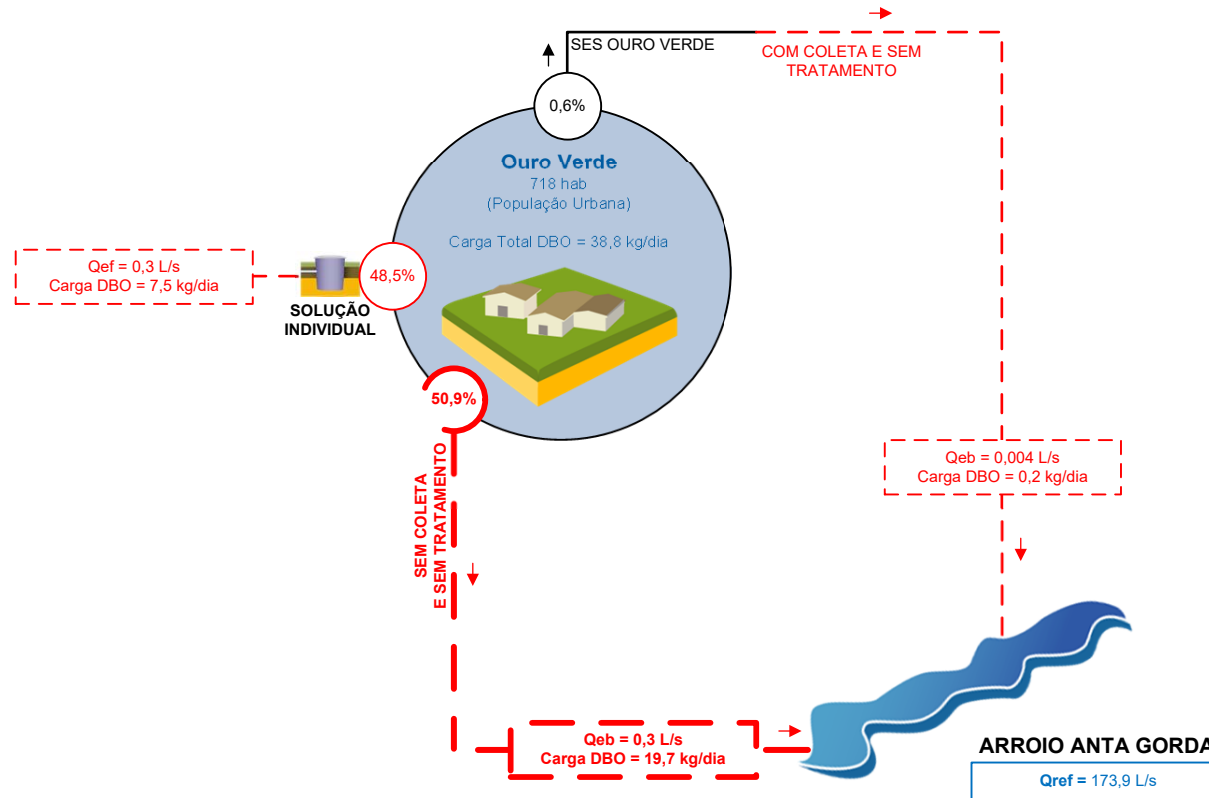 SES OURO VERDE
COM COLETA E SEM
TRATAMENTO
0,6%
Ouro Verde
718 hab
(População Urbana)
Carga Total DBO = 38,8 kg/dia
Qef = 0,3 L/s
Carga DBO = 7,5 kg/dia
48,5%
SOLUÇÃO
INDIVIDUAL
50,9%
SEM COLETA
E SEM TRATAMENTO
Qeb = 0,004 L/s
Carga DBO = 0,2 kg/dia
Qeb = 0,3 L/s
Carga DBO = 19,7 kg/dia
ARROIO ANTA GORDA
Qref = 173,9 L/s